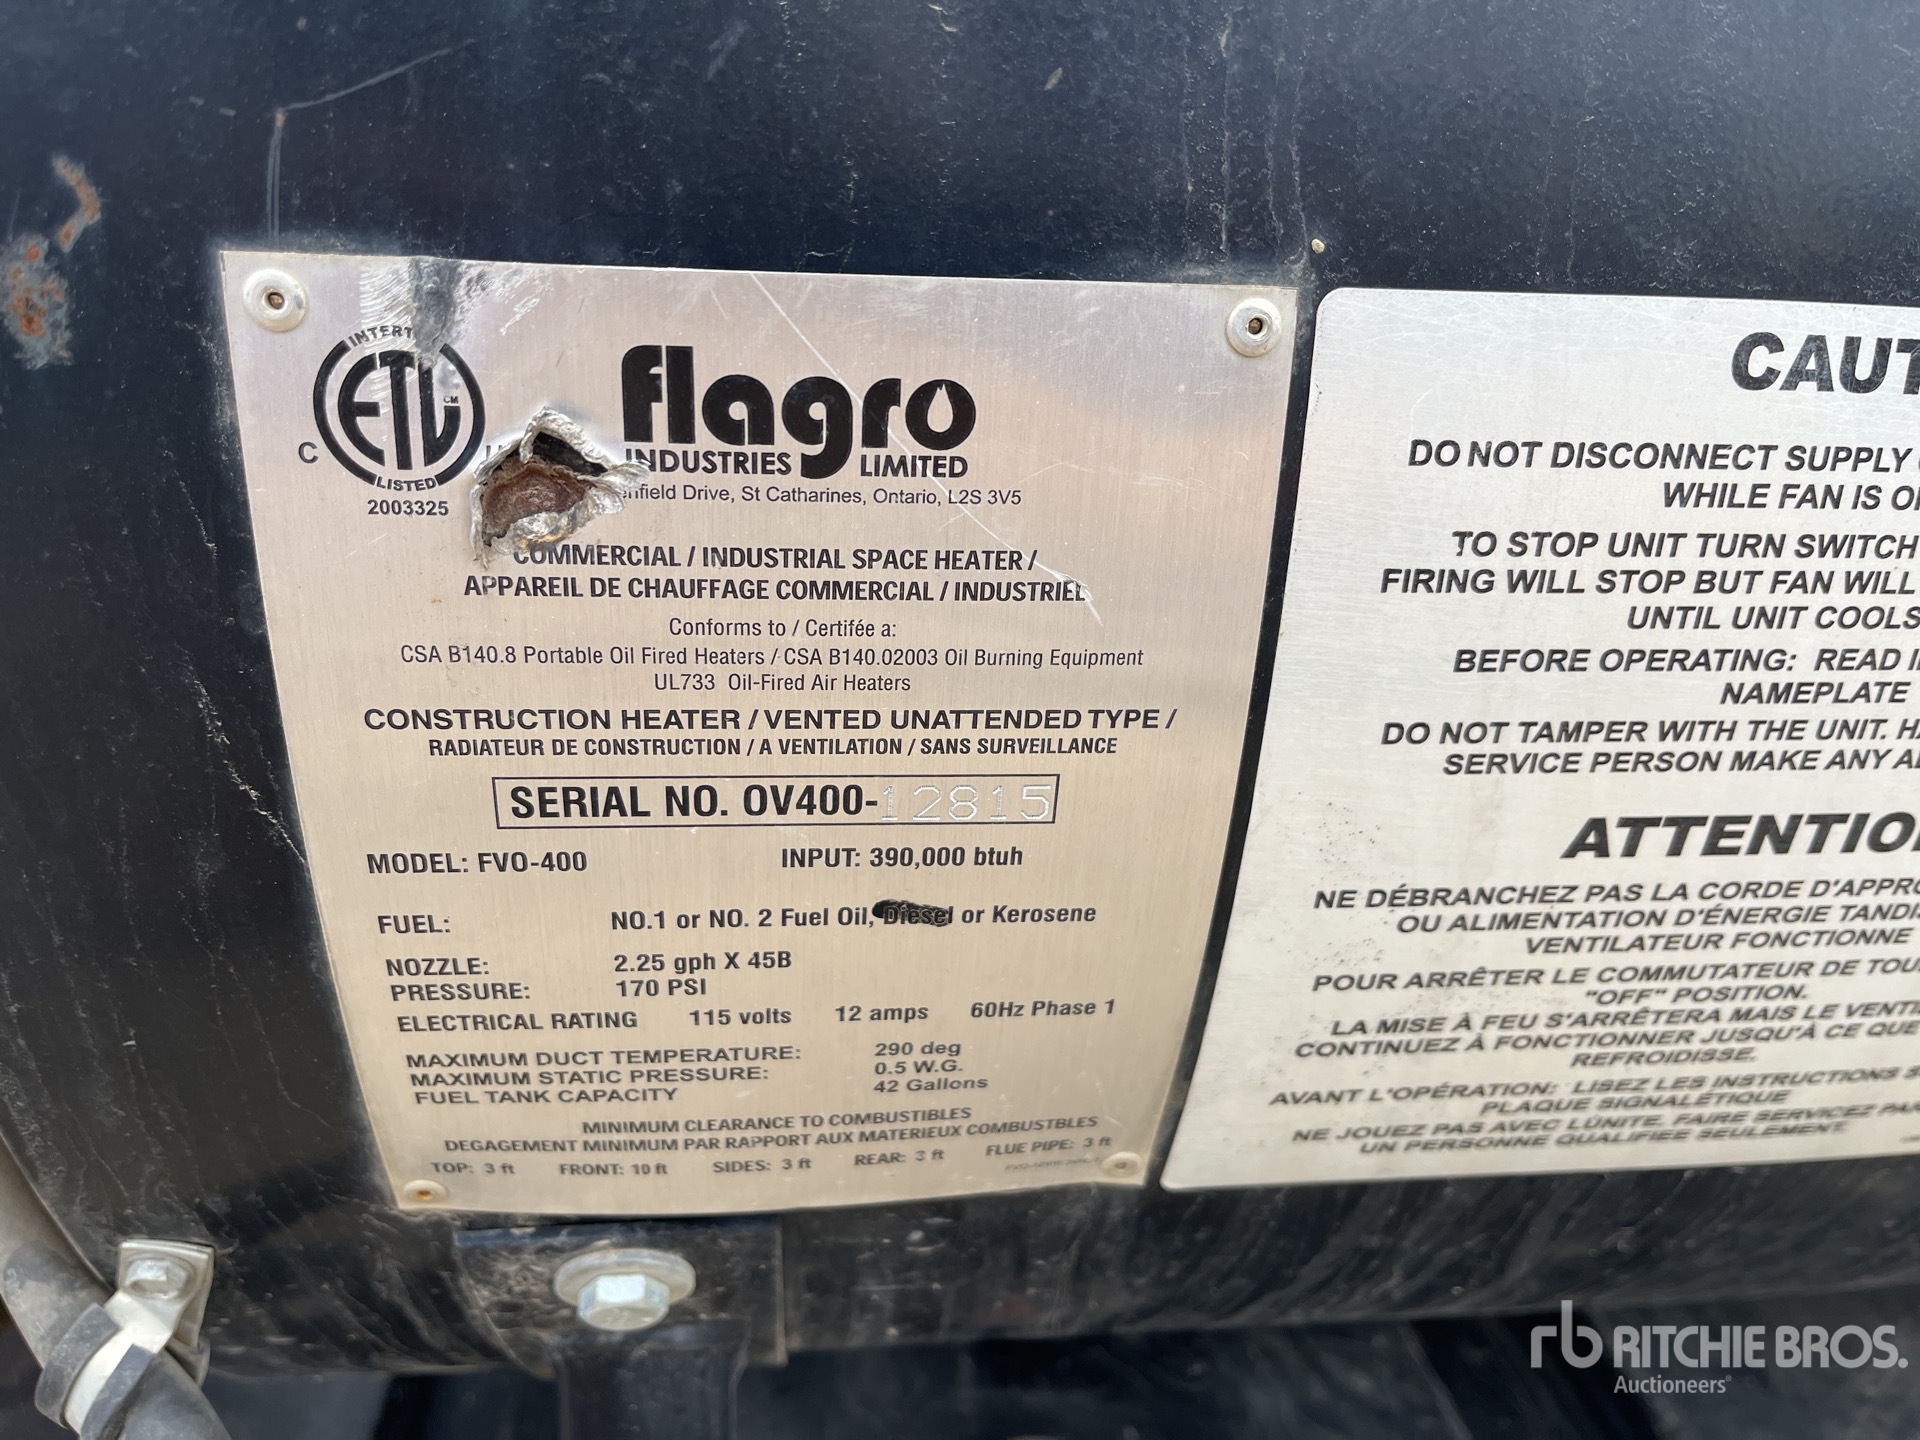 C
ETL
CM
LISTED
2003325
flagro
INDUSTRIES LIMITED
Drive, St Catharines, Ontario, L2S 3V5
COMMERCIAL / INDUSTRIAL SPACE HEATER /
APPAREIL DE CHAUFFAGE COMMERCIAL / INDUSTRIEL
Conforms to / Certifée a:
CSA B140.8 Portable Oil Fired Heaters / CSA B140.02003 Oil Burning Equipment
UL733 Oil-Fired Air Heaters
CONSTRUCTION HEATER / VENTED UNATTENDED TYPE /
RADIATEUR DE CONSTRUCTION / A VENTILATION / SANS SURVEILLANCE
SERIAL NO. OV400-12815
MODEL: FVO-400 INPUT: 390,000 btuh
FUEL: NO.1 or NO. 2 Fuel Oil, Diesel or Kerosene
NOZZLE: 2.25 gph X 45B
PRESSURE: 170 PSI
ELECTRICAL RATING 115 volts 12 amps 60Hz Phase 1
MAXIMUM DUCT TEMPERATURE: 290 deg
MAXIMUM STATIC PRESSURE: 0.5 W.G.
FUEL TANK CAPACITY 42 Gallons
MINIMUM CLEARANCE TO COMBUSTIBLES
DEGAGEMENT MINIMUM PAR RAPPORT AUX MATERIEUX COMBUSTBLES
TOP: 3 ft FRONT: 10 ft SIDES: 3 ft REAR: 3 ft FLUE PIPE: 3 ft
CAUT
DO NOT DISCONNECT SUPPLY
WHILE FAN IS
TO STOP UNIT TURN SWITCH
FIRING WILL STOP BUT FAN WILL
UNTIL UNIT COOLS
BEFORE OPERATING: READ
NAMEPLATE
DO NOT TAMPER WITH THE UNIT.
SERVICE PERSON MAKE ANY
ATTENTIO
NE DÉBRANCHEZ PAS LA CORDE D'APPRO
OU ALIMENTATION D'ÉNERGIE TANDIS
VENTILATEUR FONCTIONNE
POUR ARRÊTER LE COMMUTATEUR DE TOU
"OFF" POSITION.
LA MISE À FEU S'ARRÊTERA MAIS LE VENTI
CONTINUEZ À FONCTIONNER JUSQU'À CE QUE
REFROIDISSE.
AVANT L'OPÉRATION: LISEZ LES INSTRUCTIONS
PLAQUE SIGNALÉTIQUE
NE JOUEZ PAS AVEC LUNITE. FAIRE SERVICEZ PAR
UN PERSONNE QUALIFIEE SEULEMENT.
rb RITCHIE BROS.
Auctioneers